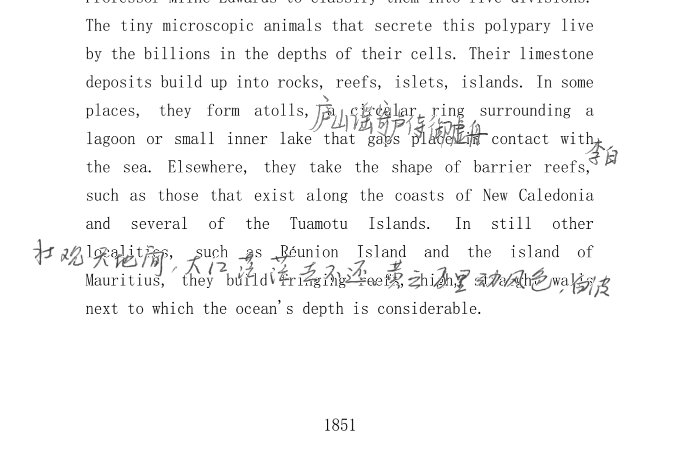 Professor Milne-Edwards to classify them into five divisions.
The tiny microscopic animals that secrete this polypary live
by the billions in the depths of their cells. Their limestone
deposits build up into rocks, reefs, islets, islands. In some
places, they form atolls, a circular ring surrounding a
庐山谣寄卢侍御虚舟
lagoon or small inner lake that gaps place in contact with
李白
the sea. Elsewhere, they take the shape of barrier reefs,
such as those that exist along the coasts of New Caledonia
and several of the Tuamotu Islands. In still other
localities, such as Réunion Island and the island of
壮观天地间，大江茫茫去不还黄云万里动风色，白波
Mauritius, they build fringing reefs, high, straight walls
next to which the ocean's depth is considerable.
1851